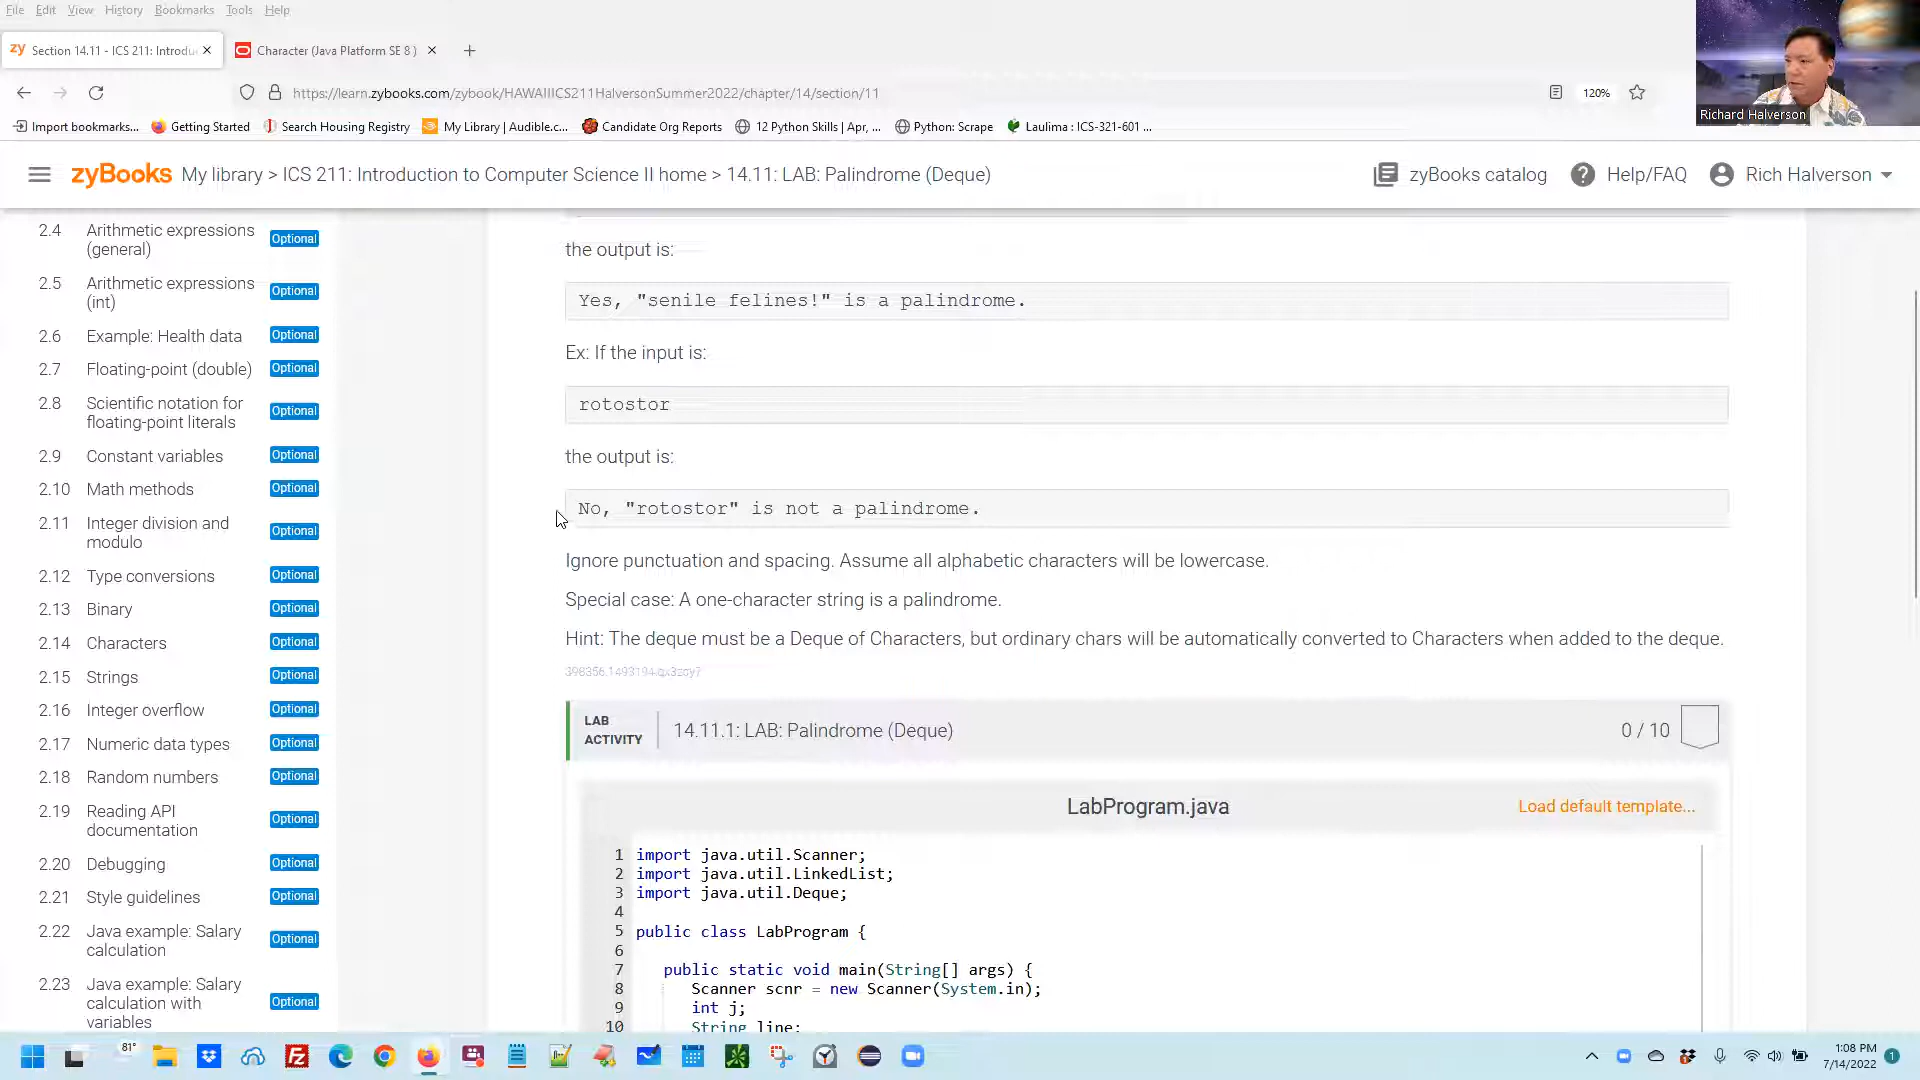 File Edit View History Bookmarks Tools Help
zy Section 14.11 - ICS 211: Introdu
Character (Java Platform SE 8 )
https://learn.zybooks.com/zybook/HAWAIIICS211HalversonSummer2022/chapter/14/section/11
120%
Richard Halverson
Import bookmarks... Getting Started Search Housing Registry My Library | Audible.c... Candidate Org Reports 12 Python Skills | Apr, ... Python: Scrape Laulima : ICS-321-601 ...
zyBooks My library > ICS 211: Introduction to Computer Science II home > 14.11: LAB: Palindrome (Deque)
zyBooks catalog Help/FAQ Rich Halverson
2.4 Arithmetic expressions (general) Optional
2.5 Arithmetic expressions (int) Optional
2.6 Example: Health data Optional
2.7 Floating-point (double) Optional
2.8 Scientific notation for floating-point literals Optional
2.9 Constant variables Optional
2.10 Math methods Optional
2.11 Integer division and modulo Optional
2.12 Type conversions Optional
2.13 Binary Optional
2.14 Characters Optional
2.15 Strings Optional
2.16 Integer overflow Optional
2.17 Numeric data types Optional
2.18 Random numbers Optional
2.19 Reading API documentation Optional
2.20 Debugging Optional
2.21 Style guidelines Optional
2.22 Java example: Salary calculation Optional
2.23 Java example: Salary calculation with variables Optional
the output is:
Yes, "senile felines!" is a palindrome.
Ex: If the input is:
rotostor
the output is:
No, "rotostor" is not a palindrome.
Ignore punctuation and spacing. Assume all alphabetic characters will be lowercase.
Special case: A one-character string is a palindrome.
Hint: The deque must be a Deque of Characters, but ordinary chars will be automatically converted to Characters when added to the deque.
398356.1493194.qx3zqy7
LAB ACTIVITY
14.11.1: LAB: Palindrome (Deque)
0 / 10
LabProgram.java
Load default template...
1 import java.util.Scanner;
2 import java.util.LinkedList;
3 import java.util.Deque;
4
5 public class LabProgram {
6
7 public static void main(String[] args) {
8 Scanner scnr = new Scanner(System.in);
9 int j;
10 String line;
81°
1:08 PM
7/14/2022
1